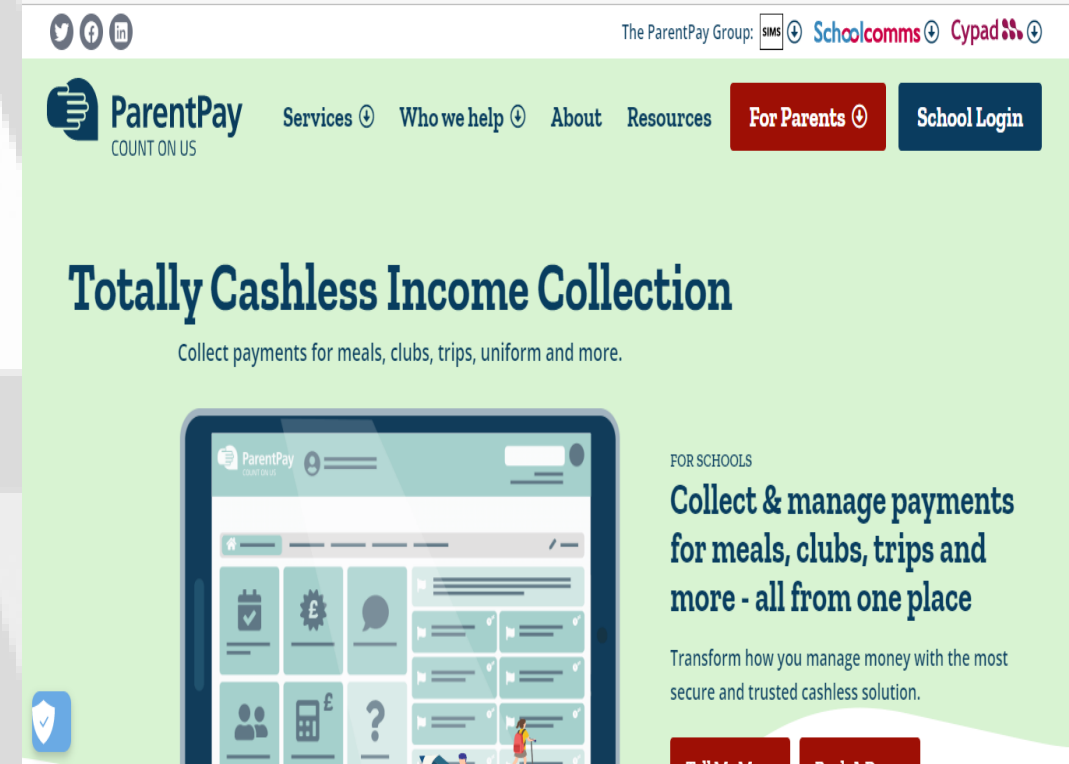 The ParentPay Group: SIMS Schoolcomms Cypad
ParentPay
COUNT ON US
Services Who we help About Resources For Parents School Login
Totally Cashless Income Collection
Collect payments for meals, clubs, trips, uniform and more.
ParentPay
COUNT ON US
FOR SCHOOLS
Collect & manage payments
for meals, clubs, trips and
more - all from one place
Transform how you manage money with the most
secure and trusted cashless solution.